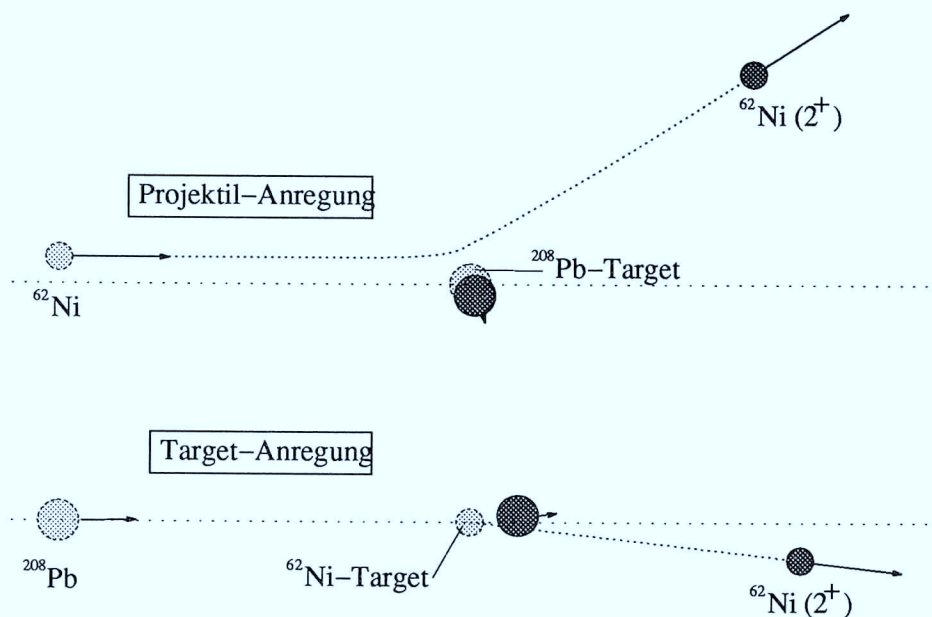 ⁶²Ni (2⁺)
Projektil–Anregung
²⁰⁸Pb–Target
⁶²Ni
Target–Anregung
²⁰⁸Pb
⁶²Ni–Target
⁶²Ni (2⁺)